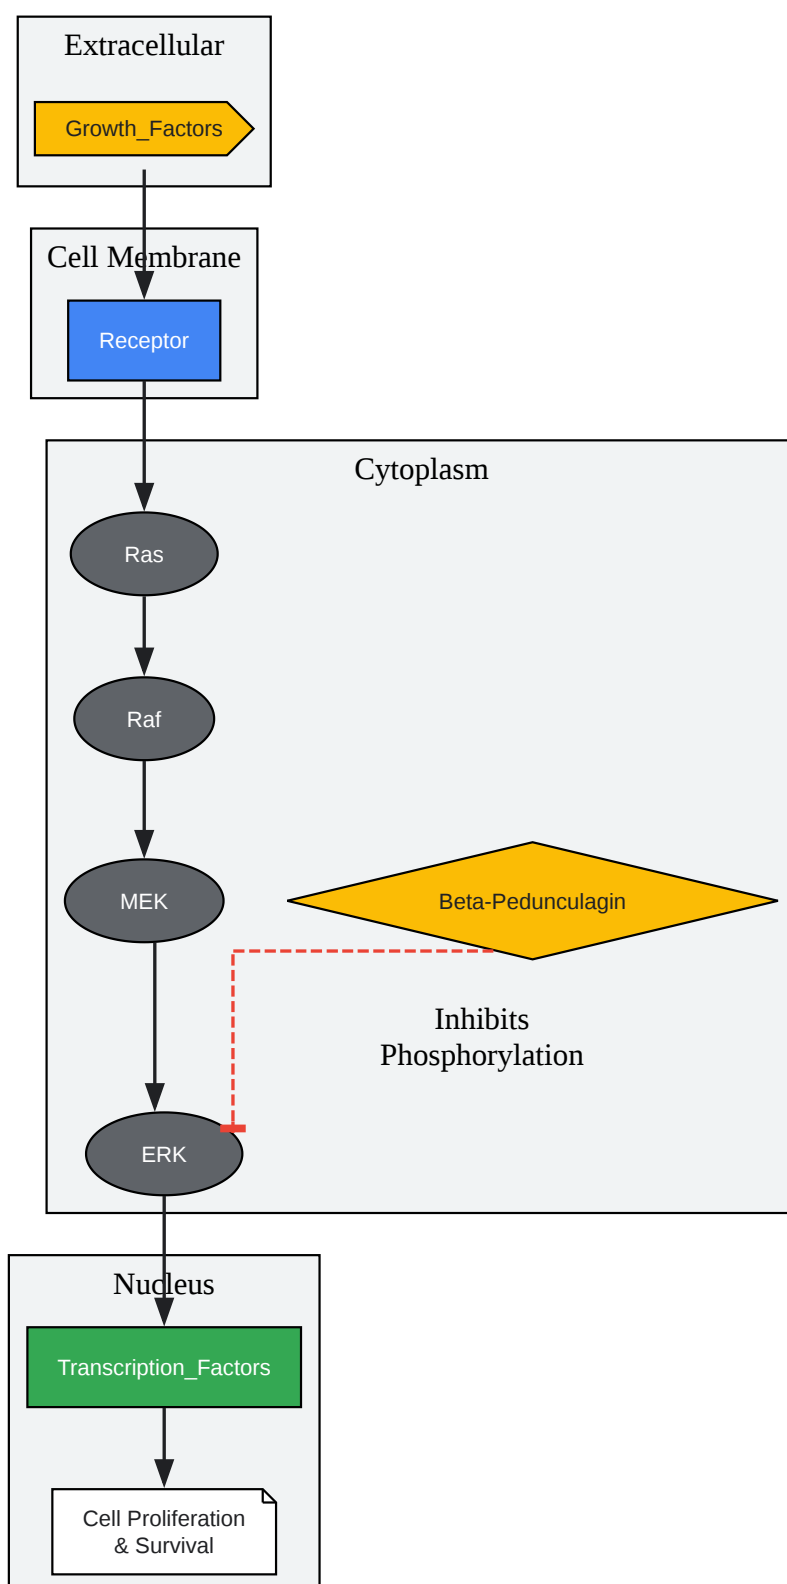 Extracellular
Growth_Factors
Cell Membrane
Receptor
Cytoplasm
Ras
Raf
MEK
Beta-Pedunculagin
Inhibits
Phosphorylation
ERK
Nucleus
Transcription_Factors
Cell Proliferation
& Survival